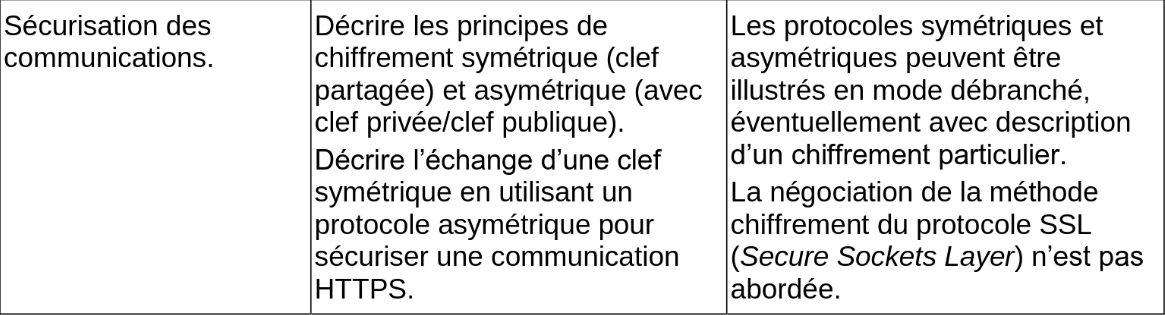 Sécurisation des
communications.
Décrire les principes de
chiffrement symétrique (clef
partagée) et asymétrique (avec
clef privée/clef publique).
Décrire l’échange d’une clef
symétrique en utilisant un
protocole asymétrique pour
sécuriser une communication
HTTPS.
Les protocoles symétriques et
asymétriques peuvent être
illustrés en mode débranché,
éventuellement avec description
d’un chiffrement particulier.
La négociation de la méthode
chiffrement du protocole SSL
(Secure Sockets Layer) n’est pas
abordée.